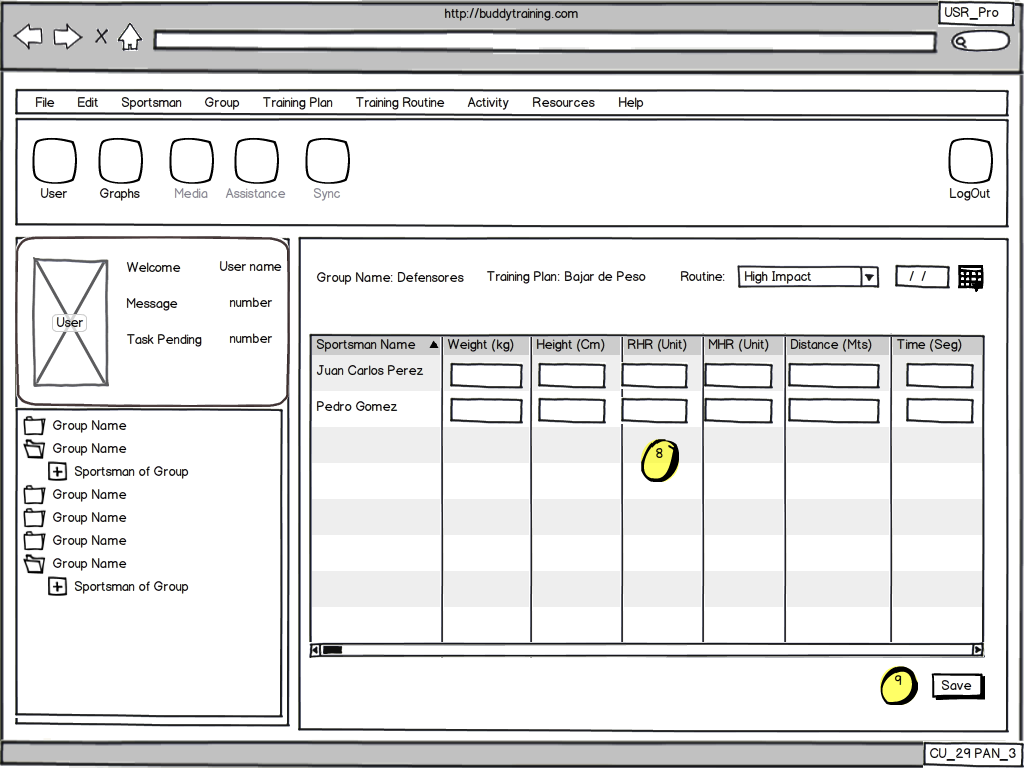 http://buddytraining.com
USR_Pro
File Edit Sportsman Group Training Plan Training Routine Activity Resources Help
User Graphs Media Assistance Sync LogOut
User
Welcome User name
Message number
Task Pending number
Group Name
Group Name
Sportsman of Group
Group Name
Group Name
Group Name
Group Name
Sportsman of Group
Group Name: Defensores Training Plan: Bajar de Peso Routine: High Impact / /
Sportsman Name Weight (kg) Height (Cm) RHR (Unit) MHR (Unit) Distance (Mts) Time (Seg)
Juan Carlos Perez
Pedro Gomez
8
9 Save
CU_29 PAN_3